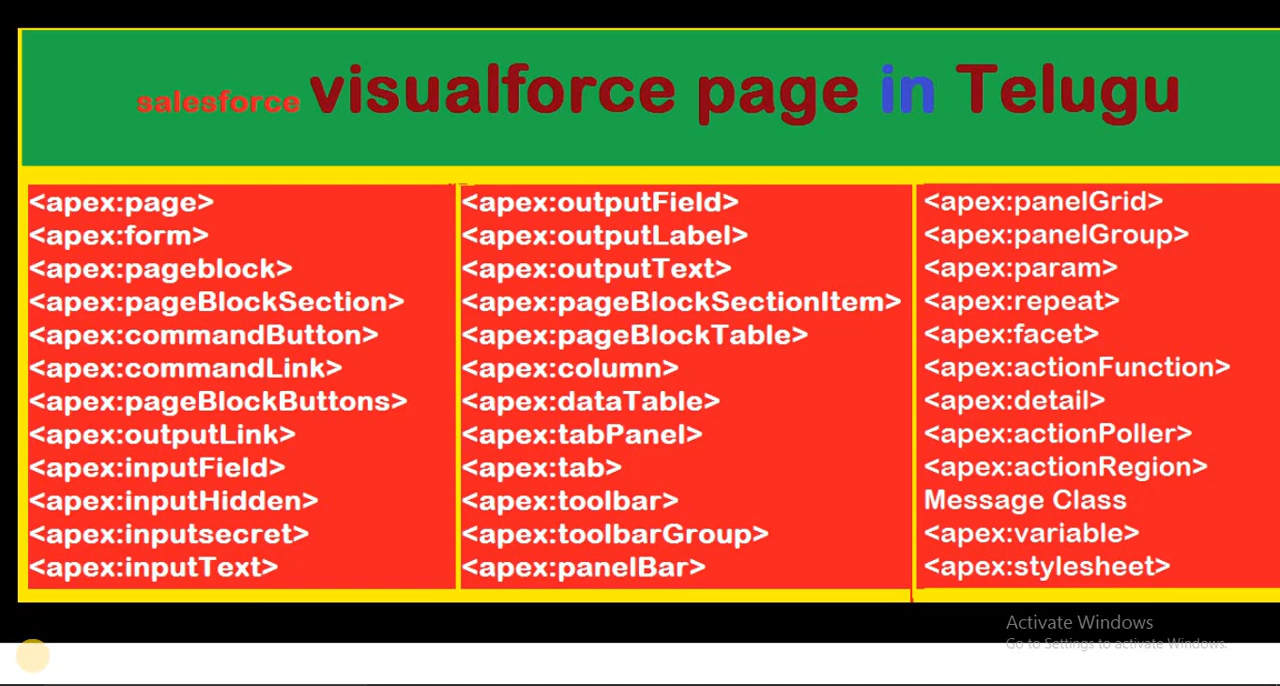 salesforce visualforce page in Telugu
<apex:page>
<apex:form>
<apex:pageblock>
<apex:pageBlockSection>
<apex:commandButton>
<apex:commandLink>
<apex:pageBlockButtons>
<apex:outputLink>
<apex:inputField>
<apex:inputHidden>
<apex:inputsecret>
<apex:inputText>
<apex:outputField>
<apex:outputLabel>
<apex:outputText>
<apex:pageBlockSectionItem>
<apex:pageBlockTable>
<apex:column>
<apex:dataTable>
<apex:tabPanel>
<apex:tab>
<apex:toolbar>
<apex:toolbarGroup>
<apex:panelBar>
<apex:panelGrid>
<apex:panelGroup>
<apex:param>
<apex:repeat>
<apex:facet>
<apex:actionFunction>
<apex:detail>
<apex:actionPoller>
<apex:actionRegion>
Message Class
<apex:variable>
<apex:stylesheet>
Activate Windows
Go to Settings to activate Windows.